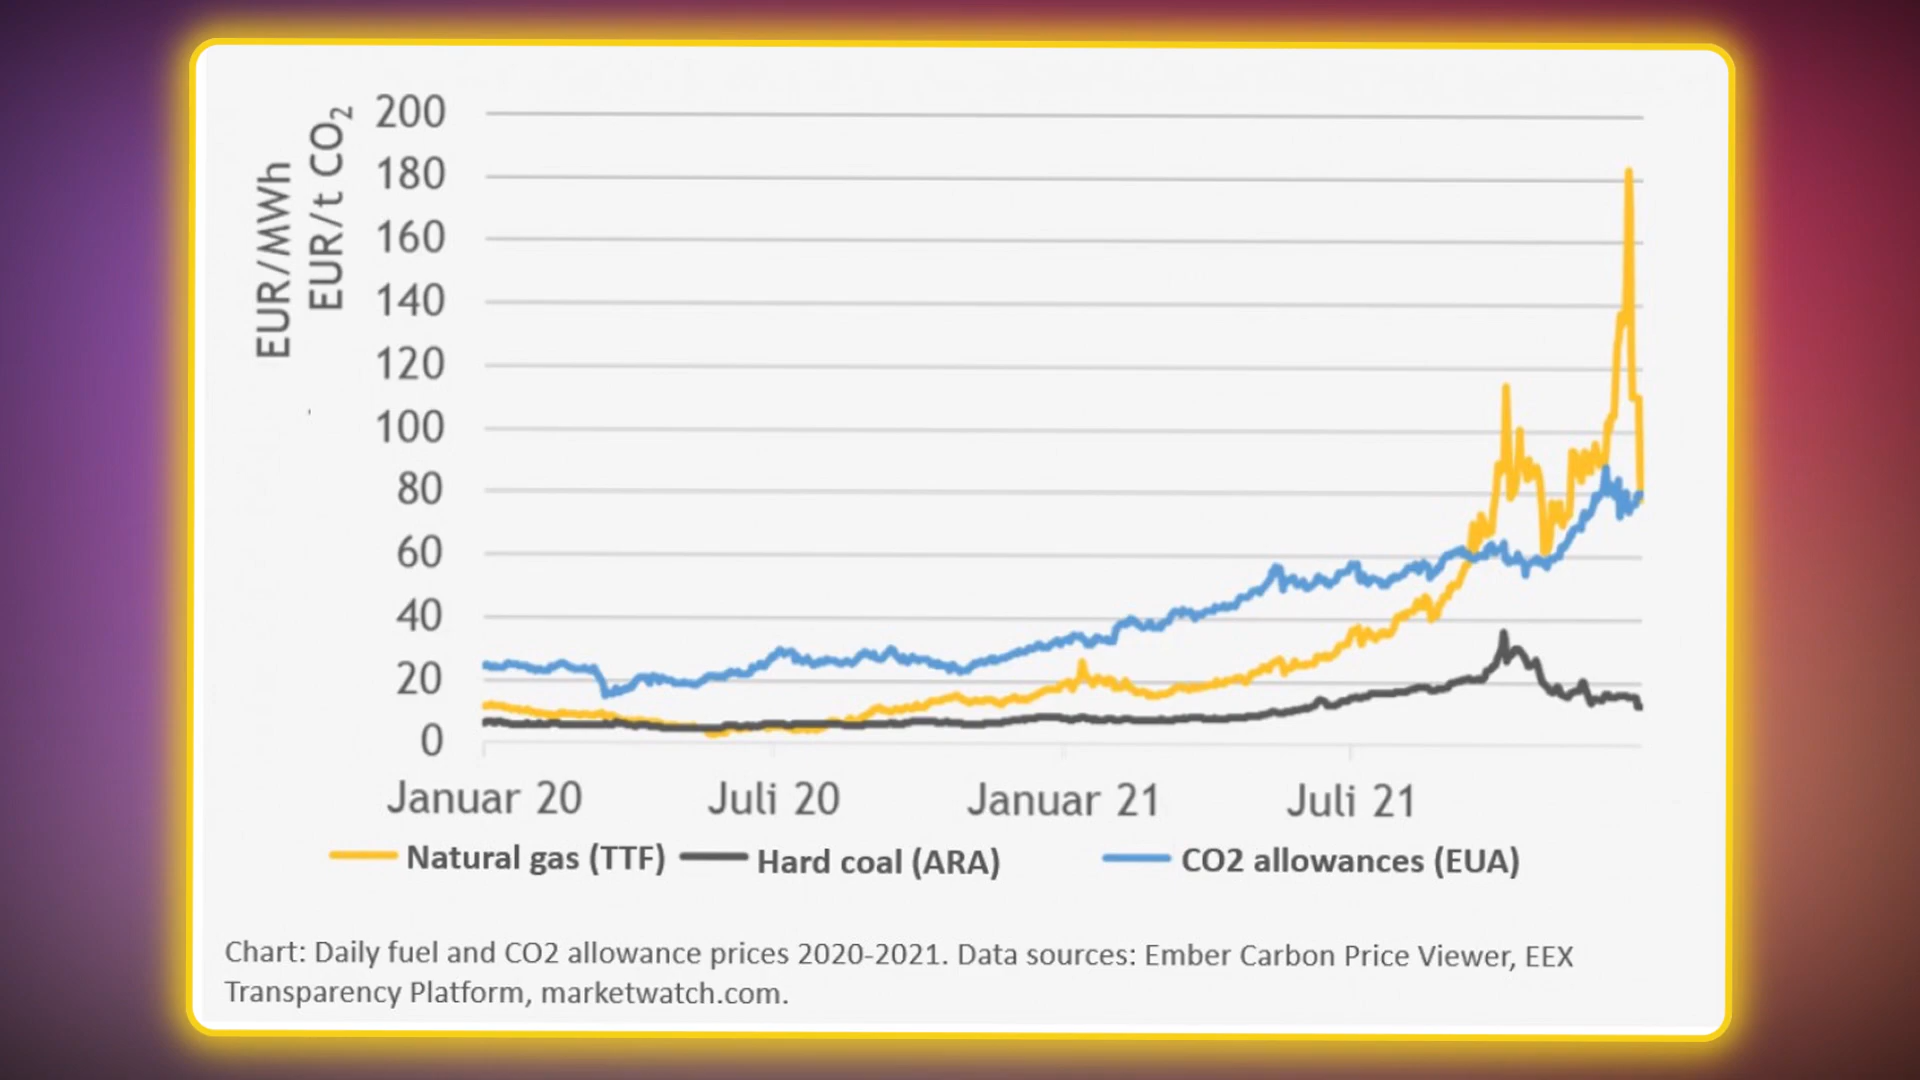 EUR/MWh
EUR/t CO₂
200
180
160
140
120
100
80
60
40
20
0
Januar 20 Juli 20 Januar 21 Juli 21
Natural gas (TTF) Hard coal (ARA) CO2 allowances (EUA)
Chart: Daily fuel and CO2 allowance prices 2020-2021. Data sources: Ember Carbon Price Viewer, EEX
Transparency Platform, marketwatch.com.